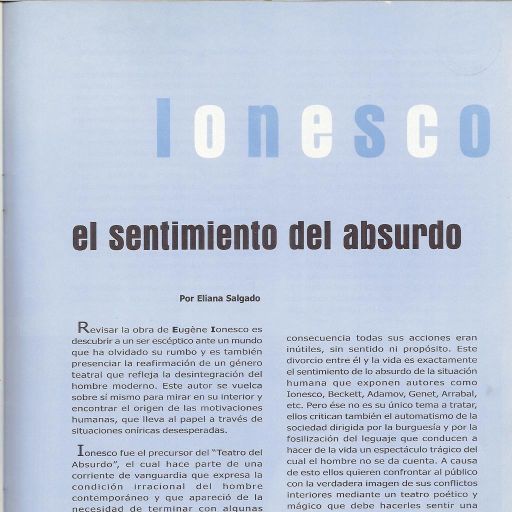 Ionesco
el sentimiento del absurdo
Por Eliana Salgado
Revisar la obra de Eugène Ionesco es
descubrir a un ser escéptico ante un mundo
que ha olvidado su rumbo y es también
presenciar la reafirmación de un género
teatral que refleja la desintegración del
hombre moderno. Este autor se vuelca
sobre sí mismo para mirar en su interior y
encontrar el origen de las motivaciones
humanas, que lleva al papel a través de
situaciones oníricas desesperadas.
Ionesco fue el precursor del "Teatro del
Absurdo", el cual hace parte de una
corriente de vanguardia que expresa la
condición irracional del hombre
contemporáneo y que apareció de la
necesidad de terminar con algunas
consecuencia todas sus acciones eran
inútiles, sin sentido ni propósito. Este
divorcio entre él y la vida es exactamente
el sentimiento de lo absurdo de la situación
humana que exponen autores como
Ionesco, Beckett, Adamov, Genet, Arrabal,
etc. Pero ése no es su único tema a tratar,
ellos critican también el automatismo de la
sociedad dirigida por la burguesía y por la
fosilización del leguaje que conducen a
hacer de la vida un espectáculo trágico del
cual el hombre no se da cuenta. A causa
de esto ellos quieren confrontar al público
con la verdadera imagen de sus conflictos
interiores mediante un teatro poético y
mágico que debe hacerles sentir una